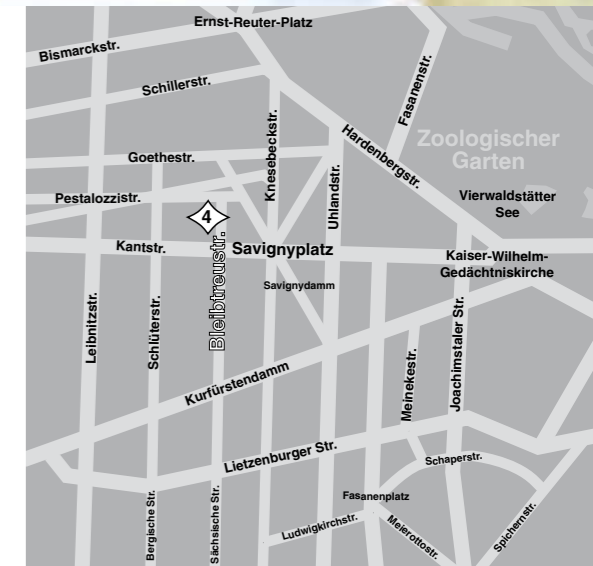 Ernst-Reuter-Platz
Bismarckstr.
Schillerstr.
Fasanenstr.
Knesebeckstr.
Hardenbergstr.
Zoologischer
Garten
Goethestr.
Uhlandstr.
Pestalozzistr.
Vierwaldstätter
See
4
Kantstr.
Savignyplatz
Kaiser-Wilhelm-
Gedächtniskirche
Bleibtreustr.
Savignydamm
Leibnitzstr.
Schlüterstr.
Joachimstaler Str.
Meinekestr.
Kurfürstendamm
Lietzenburger Str.
Schaperstr.
Bergische Str.
Sächsische Str.
Fasanenplatz
Ludwigkirchstr.
Meierottostr.
Spichernstr.